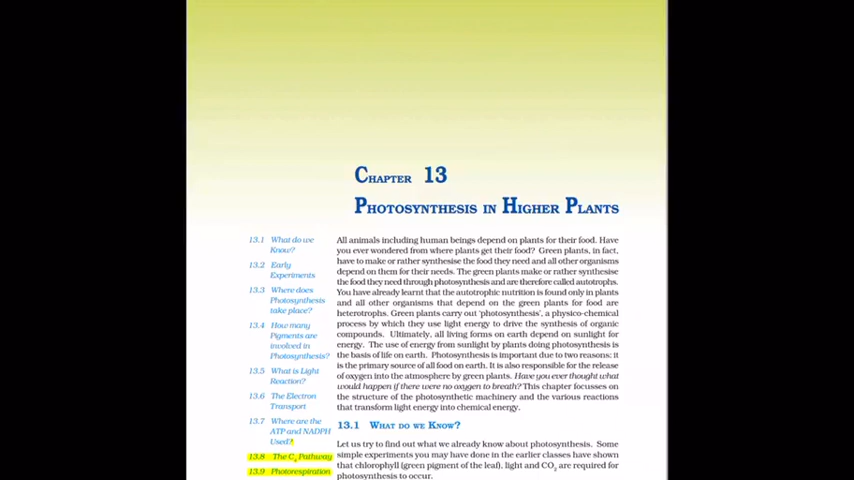 CHAPTER 13
PHOTOSYNTHESIS IN HIGHER PLANTS
13.1 What do we
Know?
13.2 Early
Experiments
13.3 Where does
Photosynthesis
take place?
13.4 How many
Pigments are
involved in
Photosynthesis?
13.5 What is Light
Reaction?
13.6 The Electron
Transport
13.7 Where are the
ATP and NADPH
Used?
13.8 The C₄ Pathway
13.9 Photorespiration
All animals including human beings depend on plants for their food. Have
you ever wondered from where plants get their food? Green plants, in fact,
have to make or rather synthesise the food they need and all other organisms
depend on them for their needs. The green plants make or rather synthesise
the food they need through photosynthesis and are therefore called autotrophs.
You have already learnt that the autotrophic nutrition is found only in plants
and all other organisms that depend on the green plants for food are
heterotrophs. Green plants carry out 'photosynthesis', a physico-chemical
process by which they use light energy to drive the synthesis of organic
compounds. Ultimately, all living forms on earth depend on sunlight for
energy. The use of energy from sunlight by plants doing photosynthesis is
the basis of life on earth. Photosynthesis is important due to two reasons: it
is the primary source of all food on earth. It is also responsible for the release
of oxygen into the atmosphere by green plants. Have you ever thought what
would happen if there were no oxygen to breath? This chapter focusses on
the structure of the photosynthetic machinery and the various reactions
that transform light energy into chemical energy.
13.1 WHAT DO WE KNOW?
Let us try to find out what we already know about photosynthesis. Some
simple experiments you may have done in the earlier classes have shown
that chlorophyll (green pigment of the leaf), light and CO₂ are required for
photosynthesis to occur.